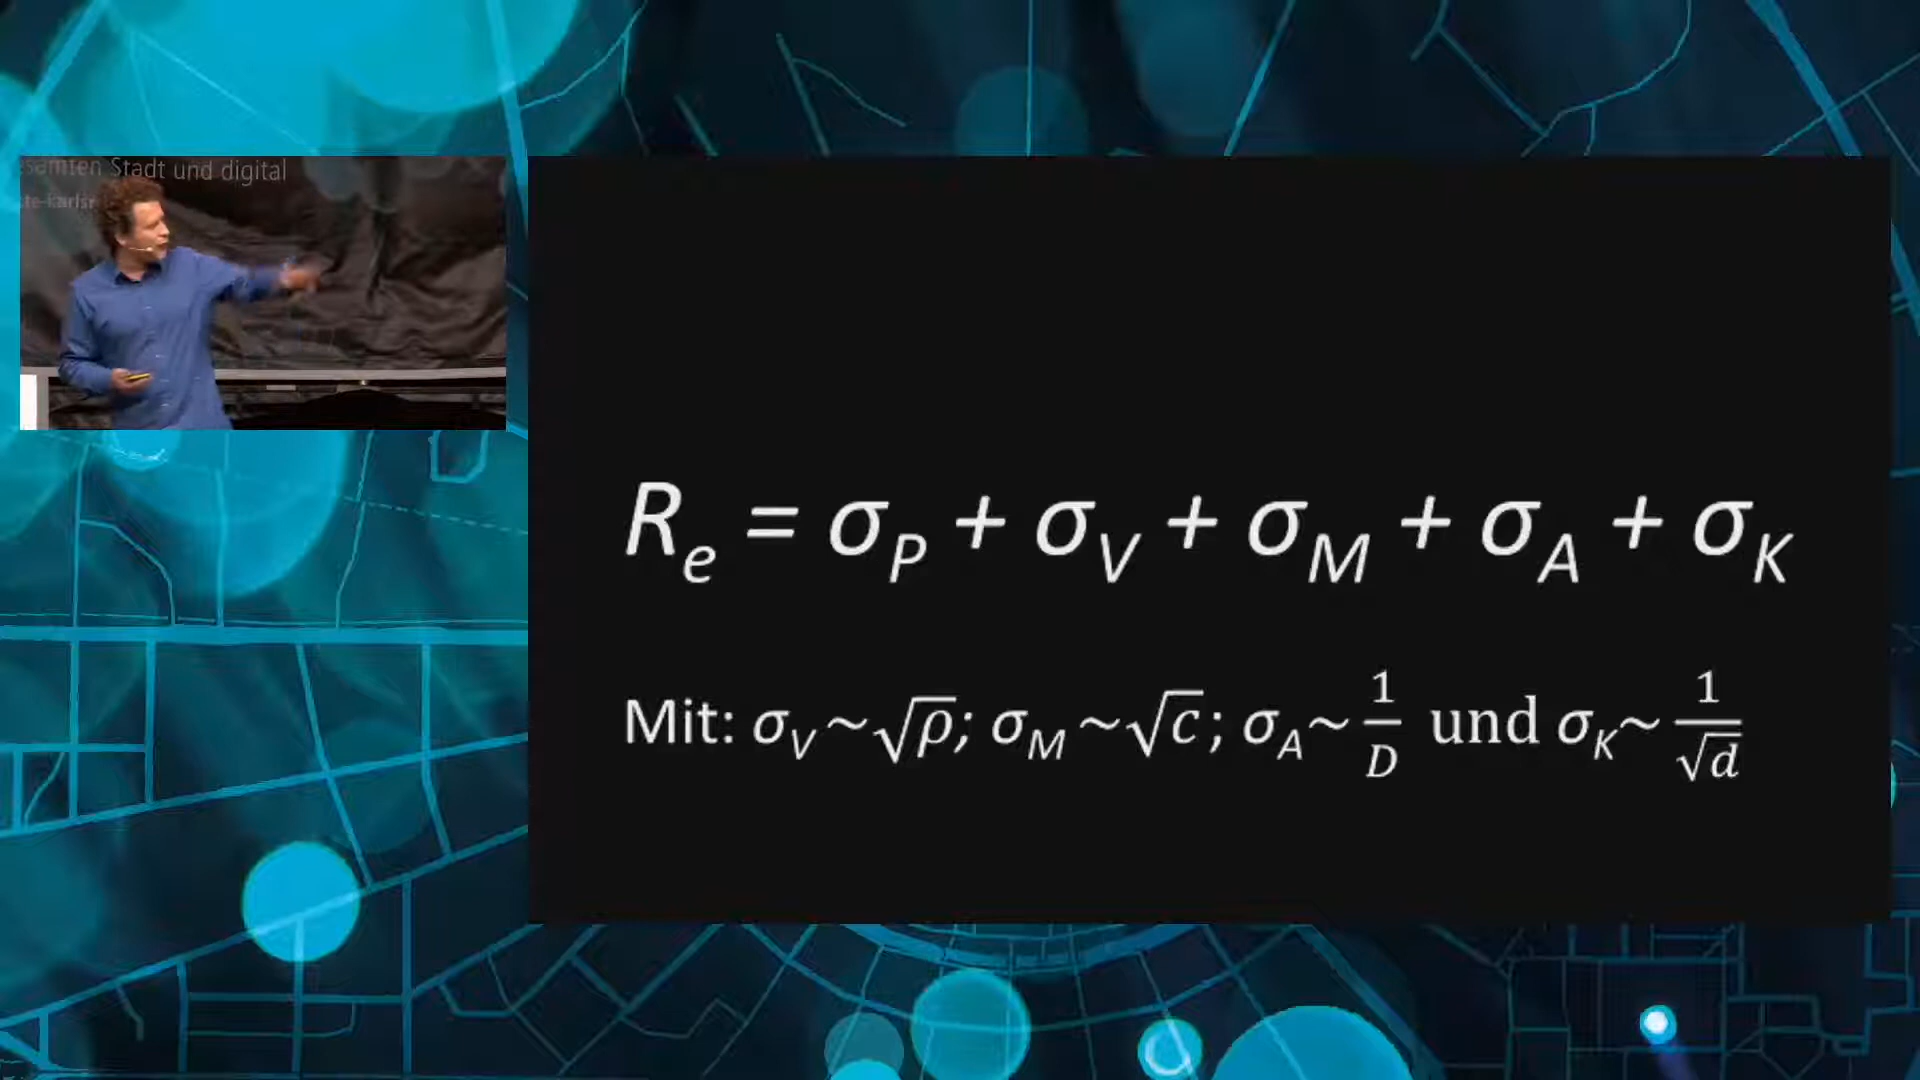 Stadt und digital
R_e = σ_P + σ_V + σ_M + σ_A + σ_K
Mit: σ_V~√ρ; σ_M~√c; σ_A~1/D und σ_K~1/√d